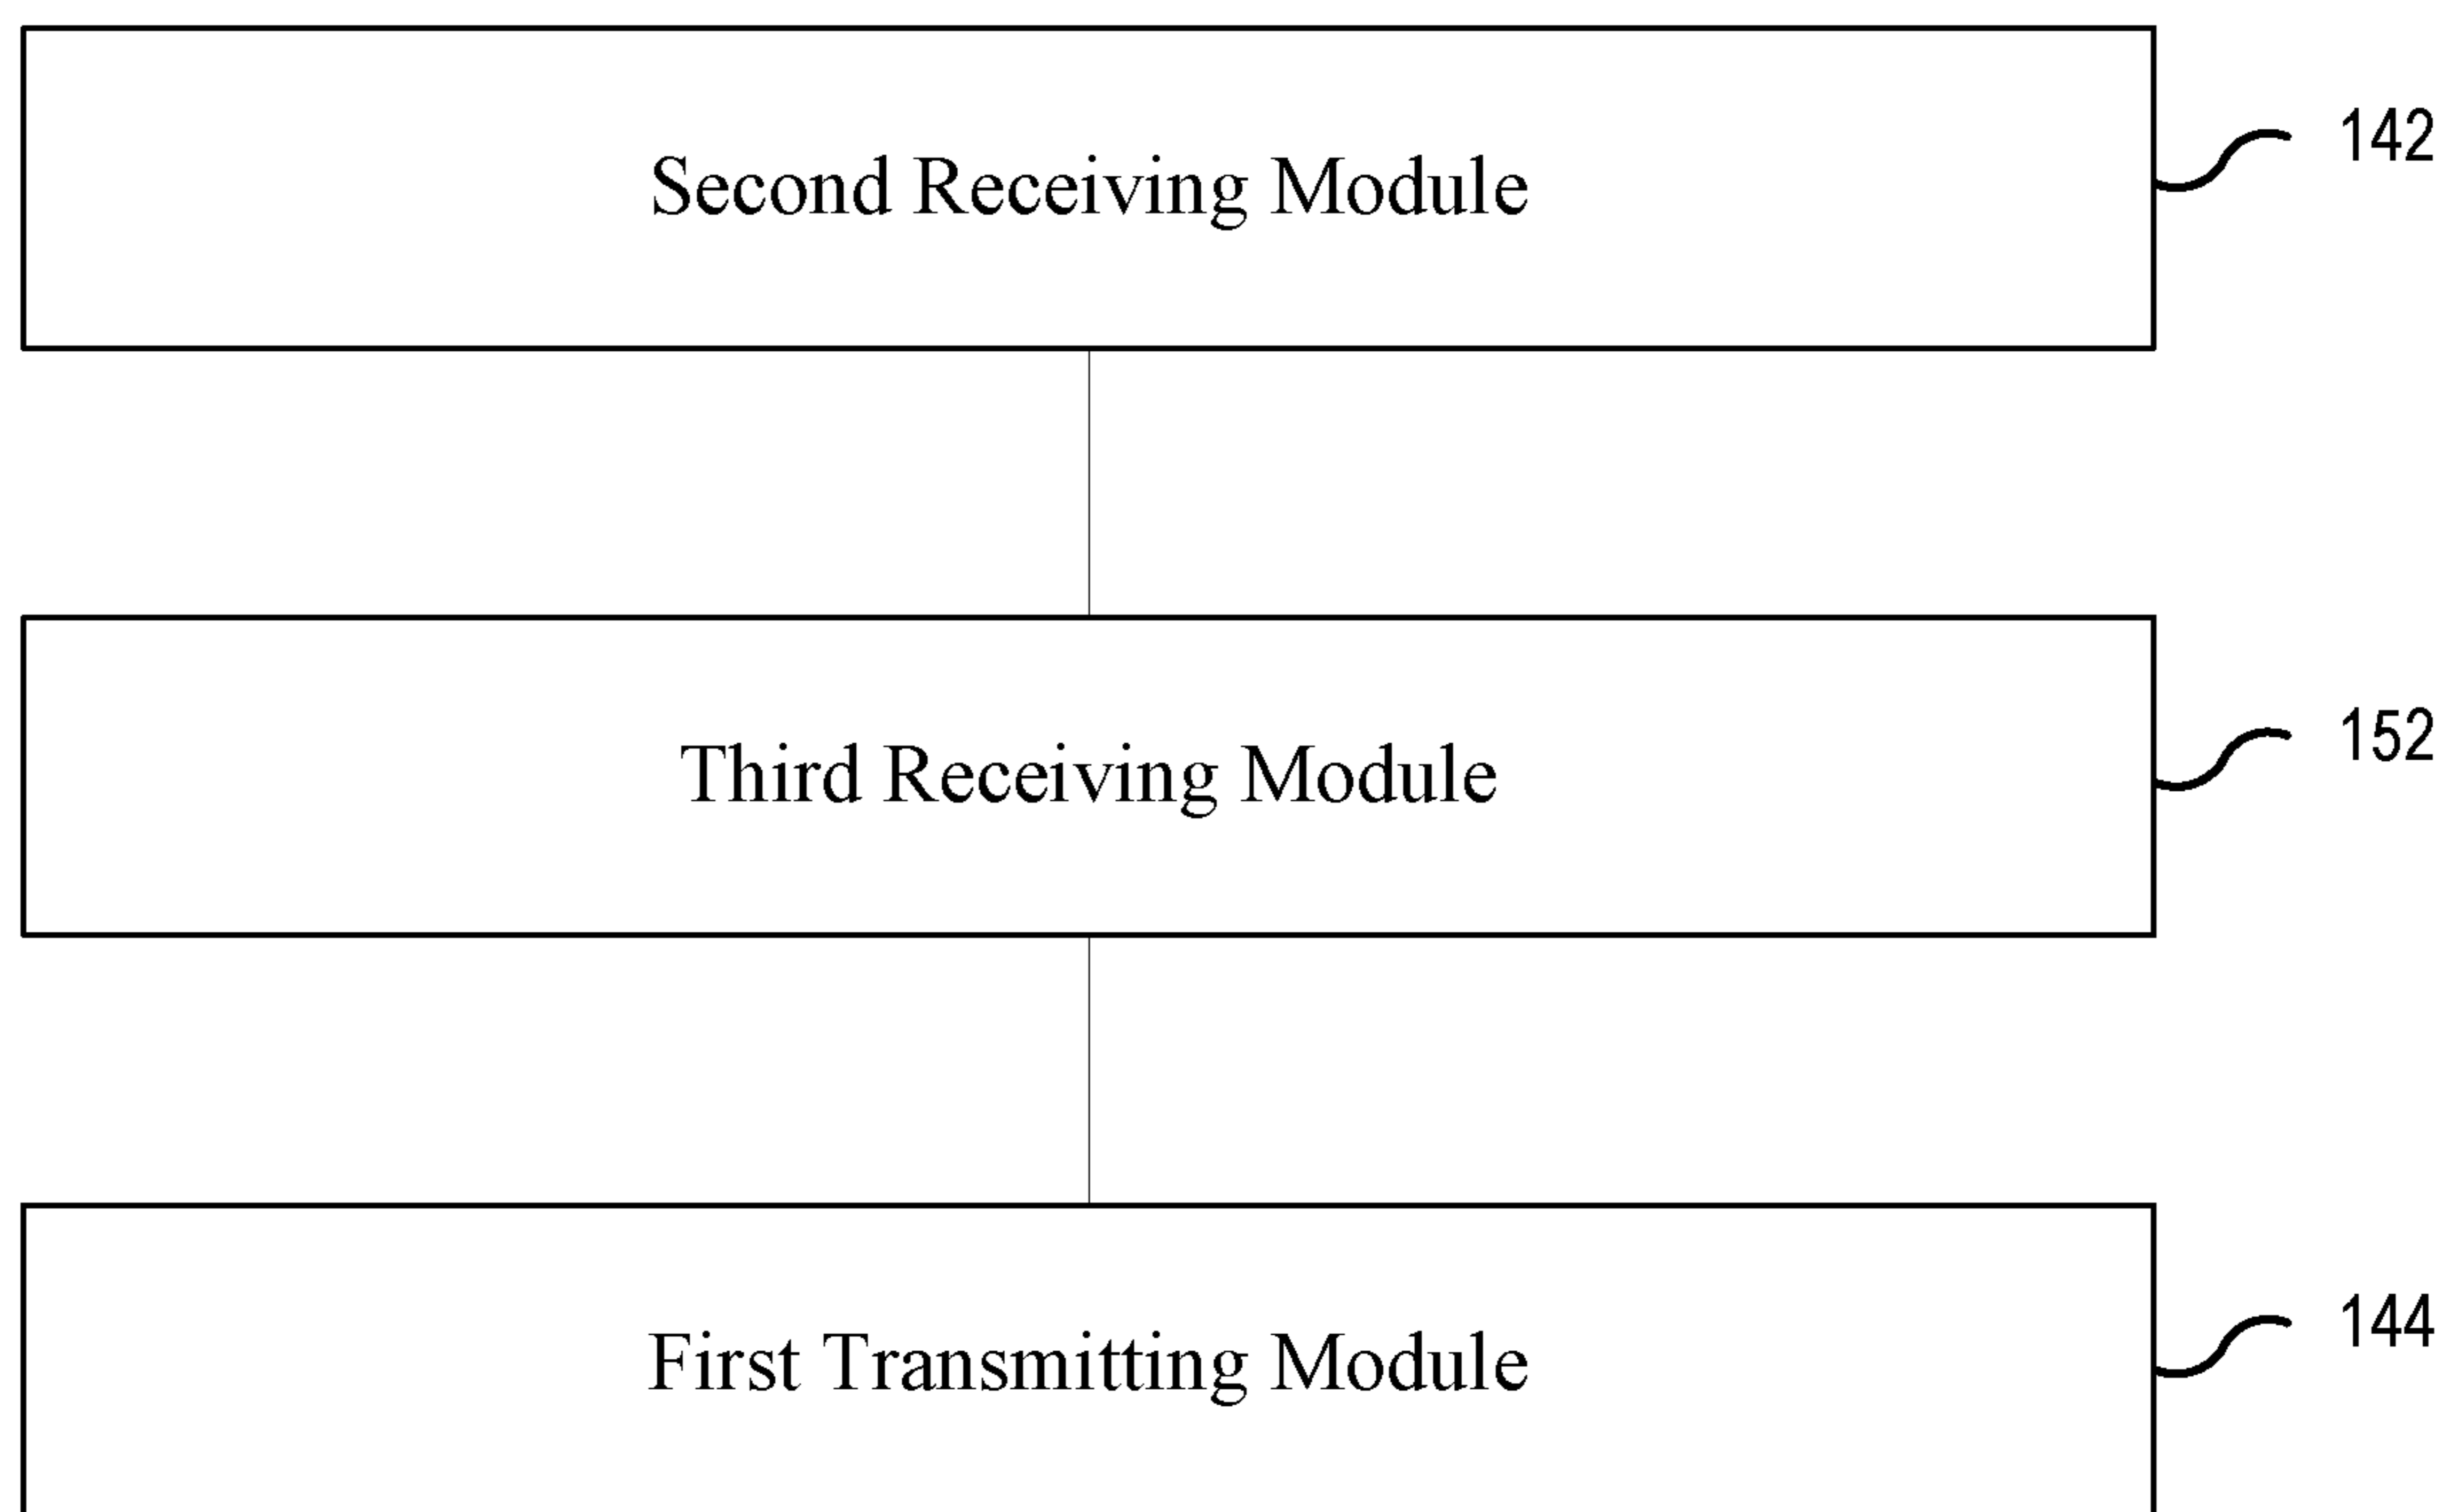 Second Receiving Module
142
Third Receiving Module
152
First Transmitting Module
144